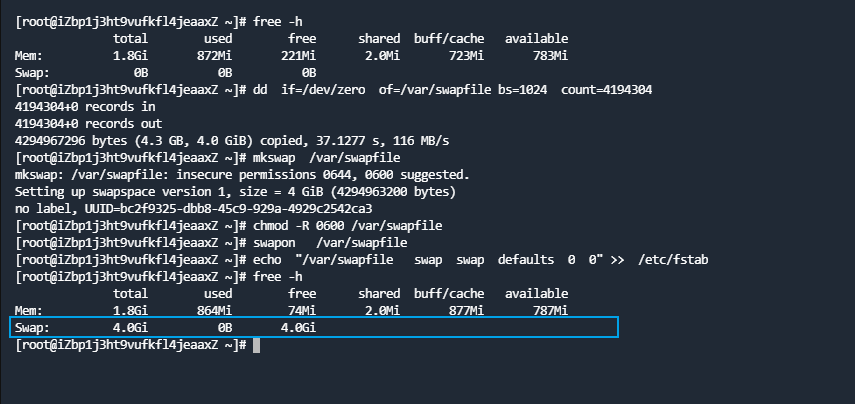 [root@iZbp1j3ht9vufkfl4jeaaxZ ~]# free -h
total used free shared buff/cache available
Mem: 1.8Gi 872Mi 221Mi 2.0Mi 723Mi 783Mi
Swap: 0B 0B 0B
[root@iZbp1j3ht9vufkfl4jeaaxZ ~]# dd if=/dev/zero of=/var/swapfile bs=1024 count=4194304
4194304+0 records in
4194304+0 records out
4294967296 bytes (4.3 GB, 4.0 GiB) copied, 37.1277 s, 116 MB/s
[root@iZbp1j3ht9vufkfl4jeaaxZ ~]# mkswap /var/swapfile
mkswap: /var/swapfile: insecure permissions 0644, 0600 suggested.
Setting up swapspace version 1, size = 4 GiB (4294963200 bytes)
no label, UUID=bc2f9325-dbb8-45c9-929a-4929c2542ca3
[root@iZbp1j3ht9vufkfl4jeaaxZ ~]# chmod -R 0600 /var/swapfile
[root@iZbp1j3ht9vufkfl4jeaaxZ ~]# swapon /var/swapfile
[root@iZbp1j3ht9vufkfl4jeaaxZ ~]# echo "/var/swapfile swap swap defaults 0 0" >> /etc/fstab
[root@iZbp1j3ht9vufkfl4jeaaxZ ~]# free -h
total used free shared buff/cache available
Mem: 1.8Gi 864Mi 74Mi 2.0Mi 877Mi 787Mi
Swap: 4.0Gi 0B 4.0Gi
[root@iZbp1j3ht9vufkfl4jeaaxZ ~]#